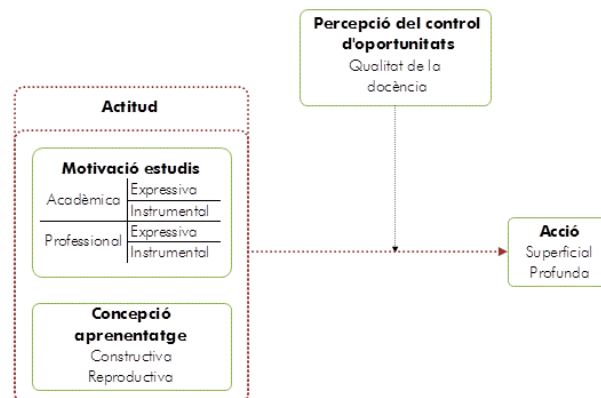 Percepció del control
d'oportunitats
Qualitat de la
docència
Actitud
Motivació estudis
Acadèmica
Expressiva
Instrumental
Professional
Expressiva
Instrumental
Acció
Superficial
Profunda
Concepció
aprenentatge
Constructiva
Reproductiva